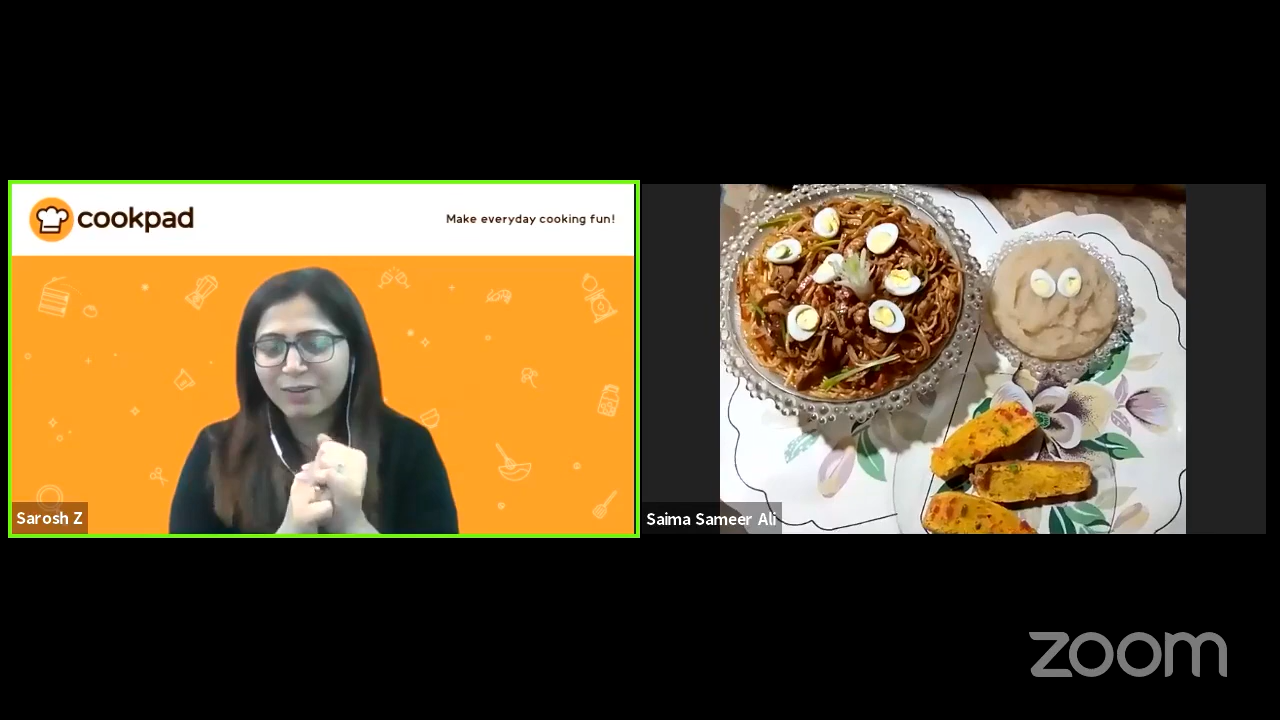 cookpad
Make everyday cooking fun!
Sarosh Z
Saima Sameer Ali
zoom